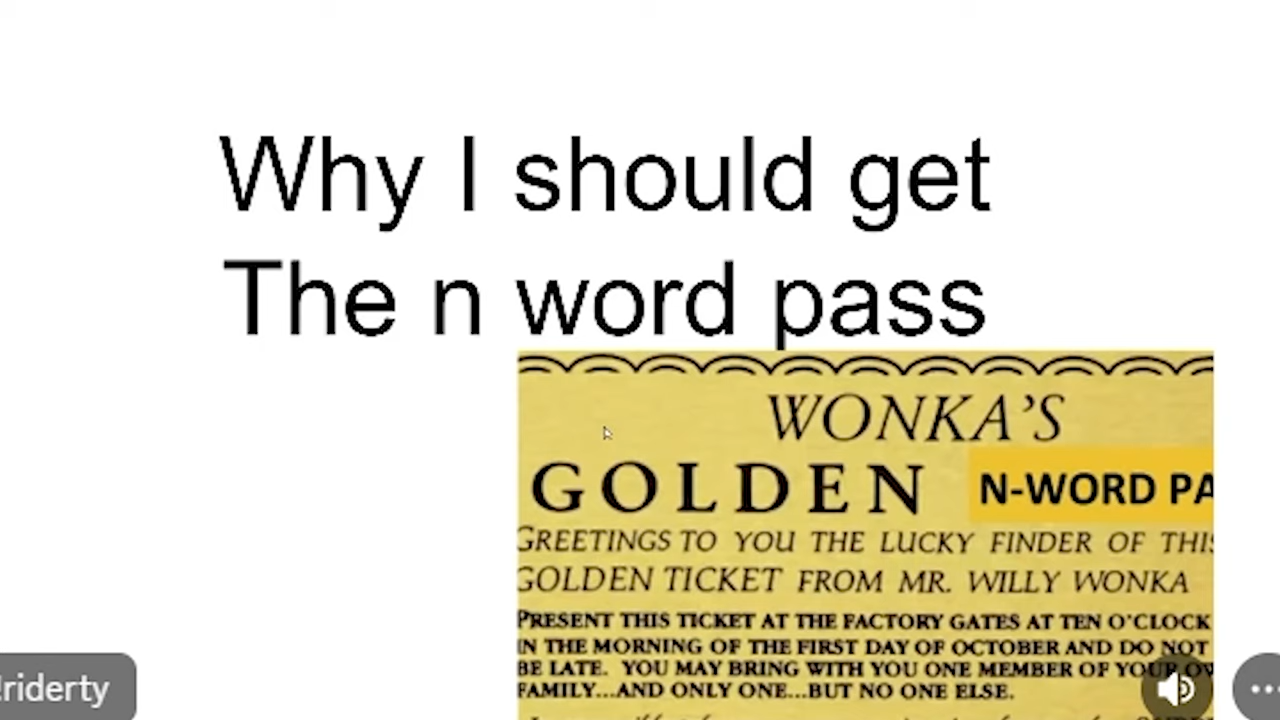 Why I should get
The n word pass
WONKA'S
GOLDEN N-WORD PA
GREETINGS TO YOU THE LUCKY FINDER OF THIS
GOLDEN TICKET FROM MR. WILLY WONKA
PRESENT THIS TICKET AT THE FACTORY GATES AT TEN O'CLOCK
IN THE MORNING OF THE FIRST DAY OF OCTOBER AND DO NOT
BE LATE. YOU MAY BRING WITH YOU ONE MEMBER OF YOUR OW
FAMILY...AND ONLY ONE...BUT NO ONE ELSE.
!riderty